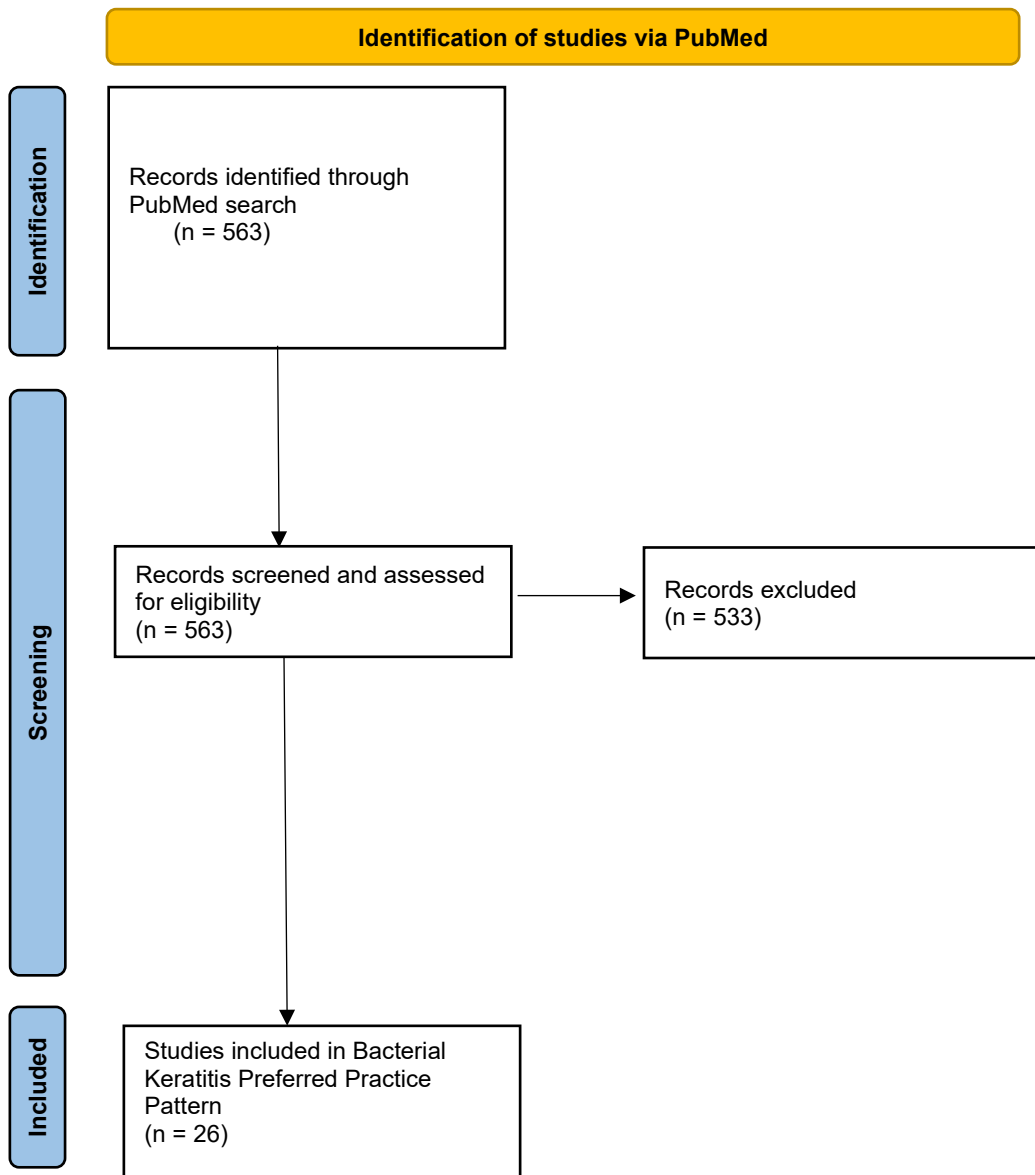 Identification of studies via PubMed
Identification
Records identified through
PubMed search
(n = 563)
Screening
Records screened and assessed
for eligibility
(n = 563)
Records excluded
(n = 533)
Included
Studies included in Bacterial
Keratitis Preferred Practice
Pattern
(n = 26)